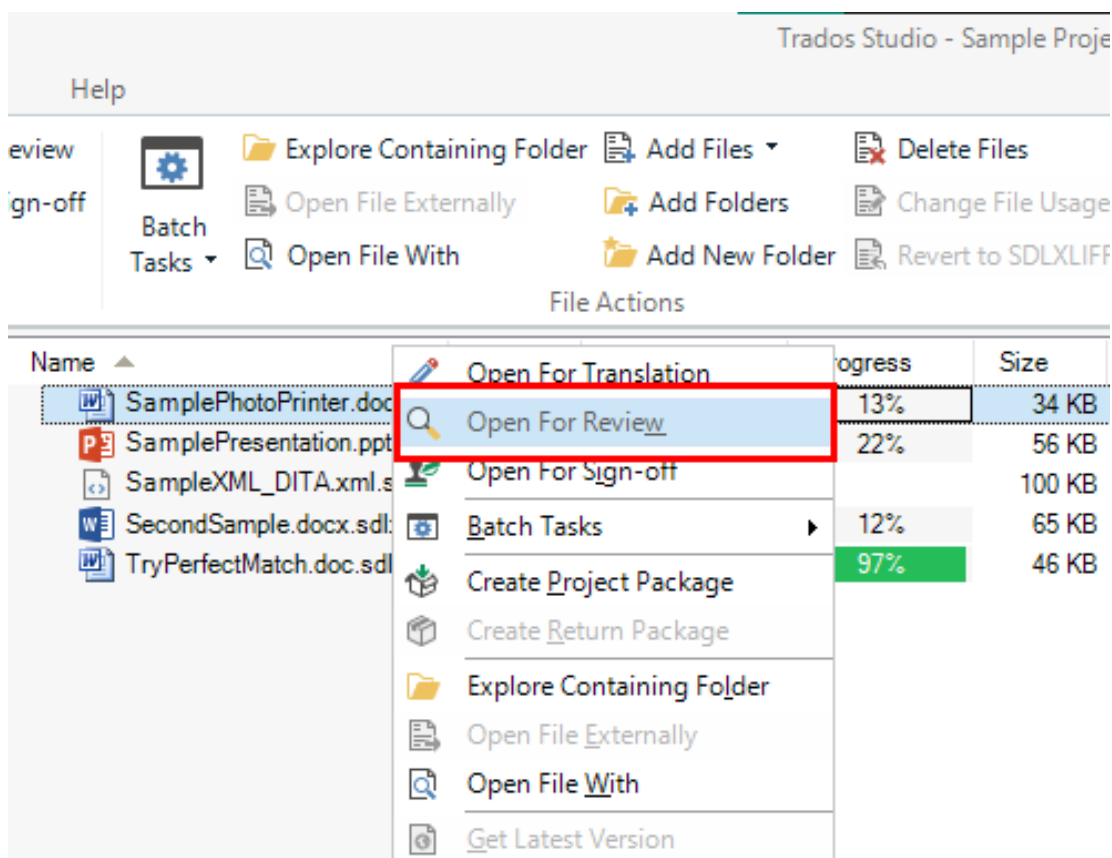 Trados Studio - Sample Proje
Help
eview
ign-off
Batch
Tasks
Explore Containing Folder
Open File Externally
Open File With
Add Files
Add Folders
Add New Folder
Delete Files
Change File Usage
Revert to SDLXLIFF
File Actions
Name ogress Size
SamplePhotoPrinter.doc 13% 34 KB
SamplePresentation.ppt 22% 56 KB
SampleXML_DITA.xml.s 100 KB
SecondSample.docx.sdl 12% 65 KB
TryPerfectMatch.doc.sdl 97% 46 KB
Open For Translation
Open For Review
Open For Sign-off
Batch Tasks
Create Project Package
Create Return Package
Explore Containing Folder
Open File Externally
Open File With
Get Latest Version